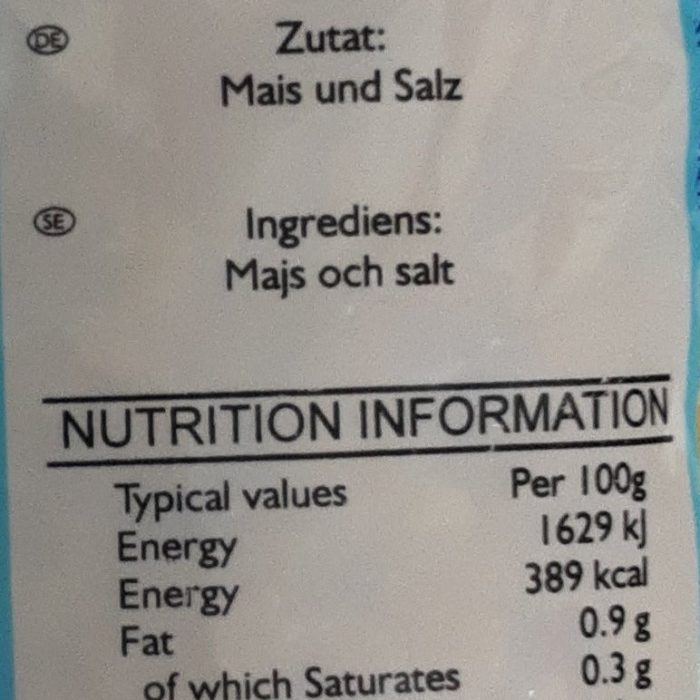 DE Zutat:
Mais und Salz
SE Ingrediens:
Majs och salt
NUTRITION INFORMATION
Typical values Per 100g
Energy 1629 kJ
Energy 389 kcal
Fat 0.9 g
of which Saturates 0.3 g